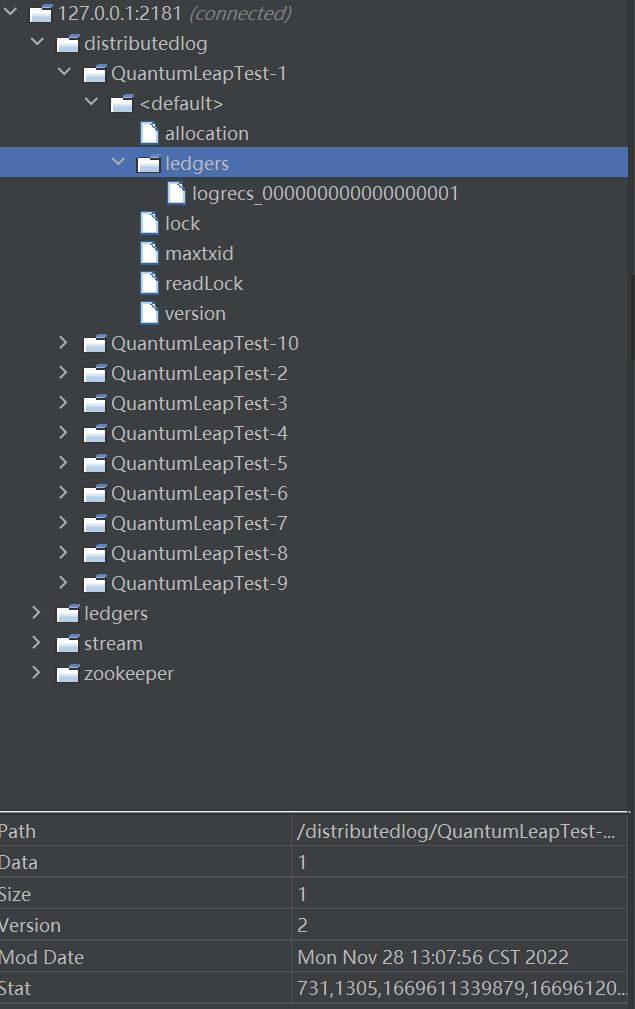 127.0.0.1:2181 (connected)
distributedlog
QuantumLeapTest-1
<default>
allocation
ledgers
logrecs_000000000000000001
lock
maxtxid
readLock
version
QuantumLeapTest-10
QuantumLeapTest-2
QuantumLeapTest-3
QuantumLeapTest-4
QuantumLeapTest-5
QuantumLeapTest-6
QuantumLeapTest-7
QuantumLeapTest-8
QuantumLeapTest-9
ledgers
stream
zookeeper
Path /distributedlog/QuantumLeapTest-...
Data 1
Size 1
Version 2
Mod Date Mon Nov 28 13:07:56 CST 2022
Stat 731,1305,1669611339879,16696120...